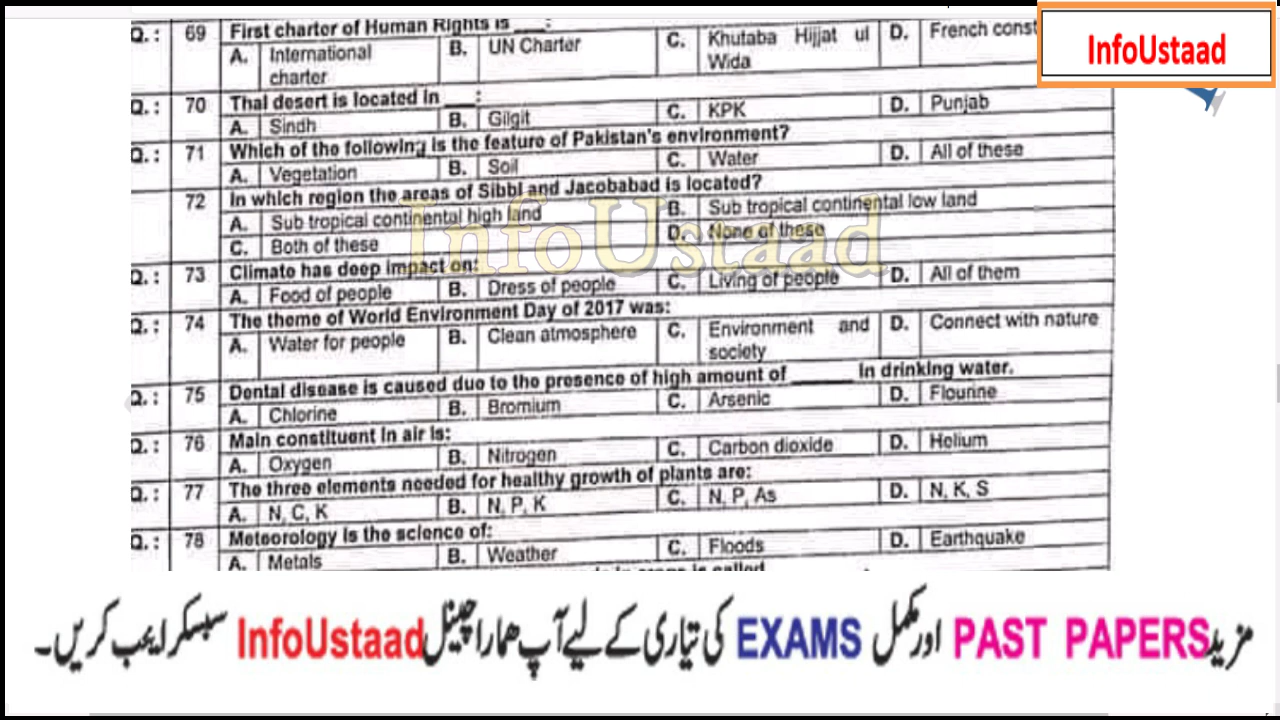 InfoUstaad
Q.: 69 First charter of Human Rights is ___:
A. International charter B. UN Charter C. Khutaba Hijjat ul Wida D. French const
Q.: 70 Thal desert is located in ___:
A. Sindh B. Gilgit C. KPK D. Punjab
Q.: 71 Which of the following is the feature of Pakistan's environment?
A. Vegetation B. Soil C. Water D. All of these
72 In which region the areas of Sibbi and Jacobabad is located?
A. Sub tropical continental high land B. Sub tropical continental low land
C. Both of these D. None of these
InfoUstaad
Q.: 73 Climate has deep impact on:
A. Food of people B. Dress of people C. Living of people D. All of them
Q.: 74 The theme of World Environment Day of 2017 was:
A. Water for people B. Clean atmosphere C. Environment and society D. Connect with nature
Q.: 75 Dental disease is caused due to the presence of high amount of ______ in drinking water.
A. Chlorine B. Bromium C. Arsenic D. Flourine
Q.: 76 Main constituent in air is:
A. Oxygen B. Nitrogen C. Carbon dioxide D. Helium
Q.: 77 The three elements needed for healthy growth of plants are:
A. N, C, K B. N, P, K C. N, P, As D. N, K, S
Q.: 78 Meteorology is the science of:
A. Metals B. Weather C. Floods D. Earthquake
is called
مزید PAST PAPERS اور مکمل EXAMS کی تیاری کے لیے آپ ہمارا چینل InfoUstaad سبسکرایب کریں۔